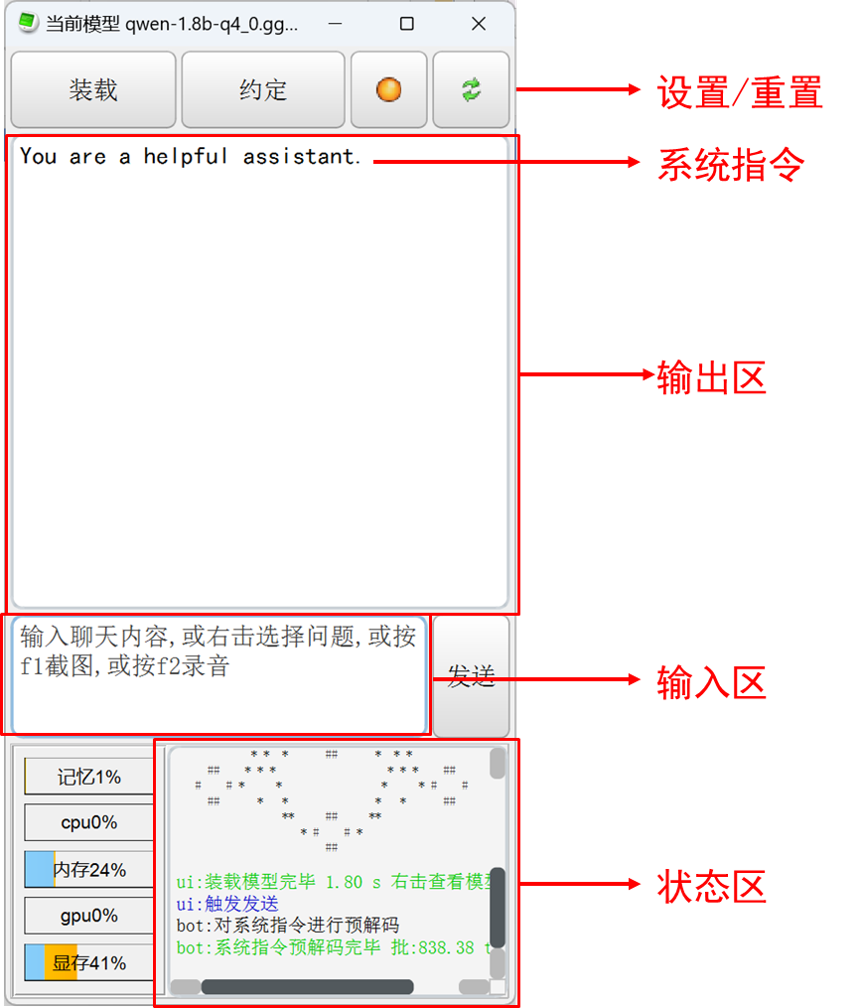 当前模型 qwen-1.8b-q4_0.gg...
装载 约定
设置/重置
You are a helpful assistant.
系统指令
输出区
输入聊天内容,或右击选择问题,或按
f1截图,或按f2录音
发送
输入区
记忆1%
cpu0%
内存24%
gpu0%
显存41%
** * ## * **
## *** *** ##
# #* * * *# #
## * * * * ##
** ## **
*# #*
##
ui:装载模型完毕 1.80 s 右击查看模型
ui:触发发送
bot:对系统指令进行预解码
bot:系统指令预解码完毕 批:838.38 t
状态区